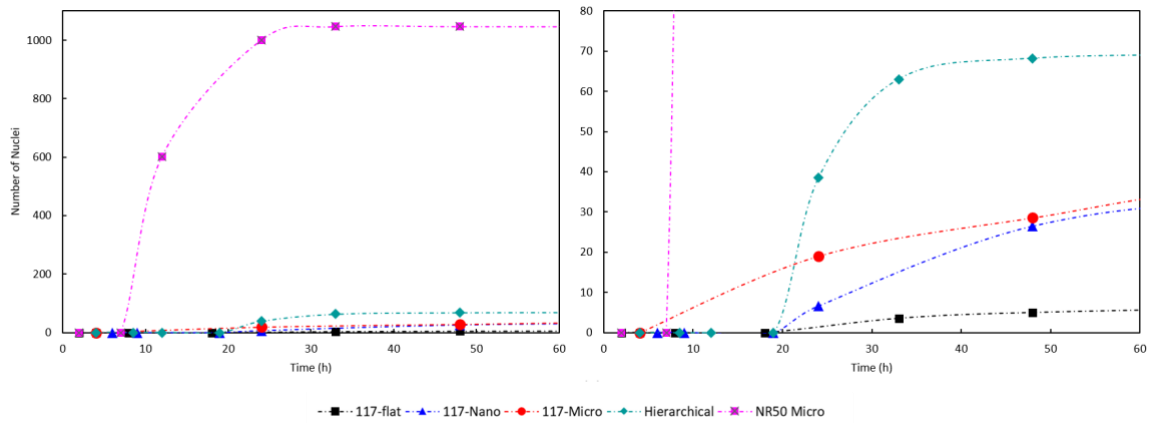 Number of Nuclei
1000
800
600
400
200
0
0 10 20 30 40 50 60
Time (h)
80
70
60
50
40
30
20
10
0
0 10 20 30 40 50 60
Time (h)
117-flat 117-Nano 117-Micro Hierarchical NR50 Micro